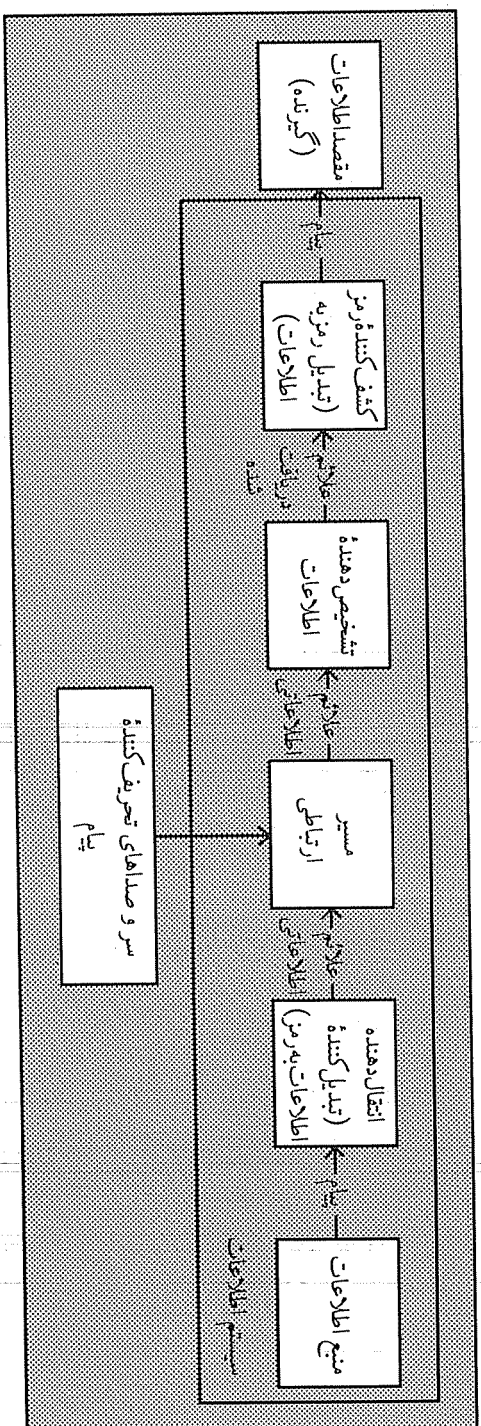 منبع اطلاعات
پیام
انتقال دهنده
(تبدیل کنندهٔ
اطلاعات به رمز)
علائم
اطلاعاتی
مسیر
ارتباطی
علائم
اطلاعاتی
تشخیص دهندهٔ
اطلاعات
علائم
دریافت
شده
کشف کنندهٔ رمز
(تبدیل رمز به
اطلاعات)
پیام
مقصد اطلاعات
(گیرنده)
سیستم اطلاعات
سر و صداهای تحریف کنندهٔ
پیام